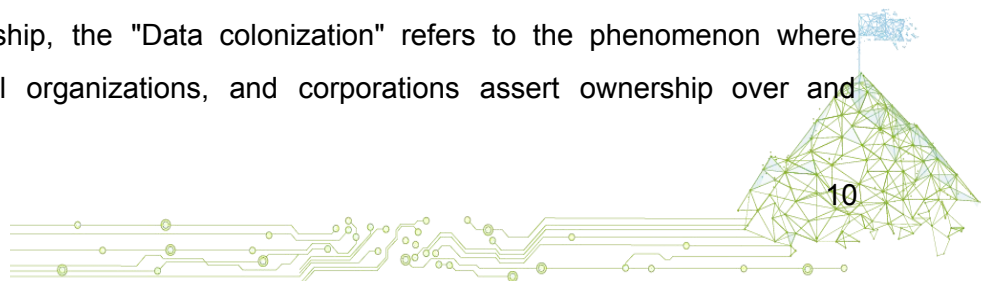 ship, the "Data colonization" refers to the phenomenon where
organizations, and corporations assert ownership over and
10